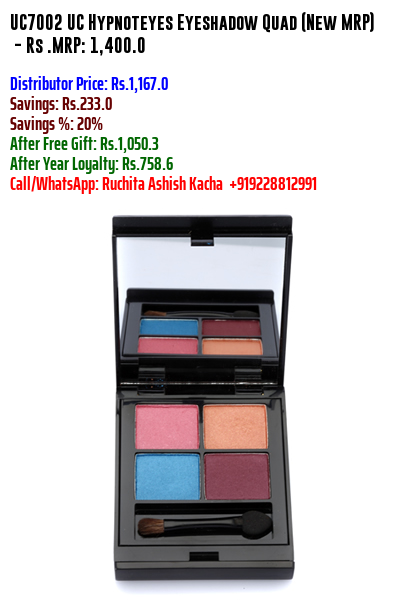 UC7002 UC Hypnoteyes Eyeshadow Quad (New MRP)
- Rs .MRP: 1,400.0
Distributor Price: Rs.1,167.0
Savings: Rs.233.0
Savings %: 20%
After Free Gift: Rs.1,050.3
After Year Loyalty: Rs.758.6
Call/WhatsApp: Ruchita Ashish Kacha +919228812991